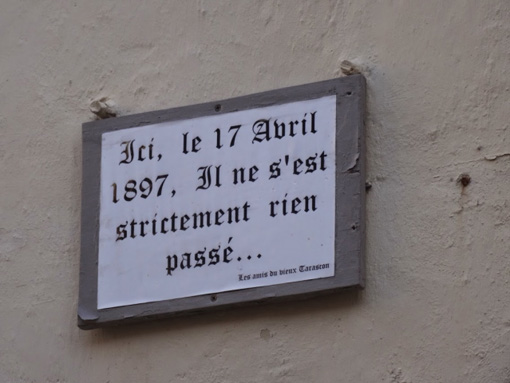 Ici, le 17 Avril
1897, Il ne s'est
strictement rien
passé...
Les amis du vieux Tarascon